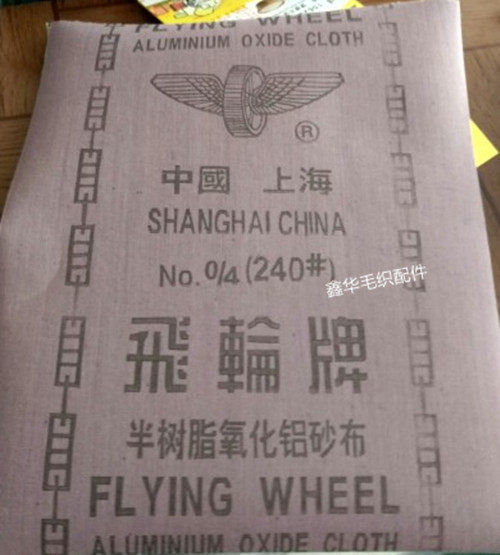 FLYING WHEEL
ALUMINIUM OXIDE CLOTH
®
中國 上海
SHANGHAI CHINA
No. 0/4 (240#)
鑫华毛织配件
飛輪牌
半树脂氧化铝砂布
FLYING WHEEL
ALUMINIUM OXIDE CLOTH